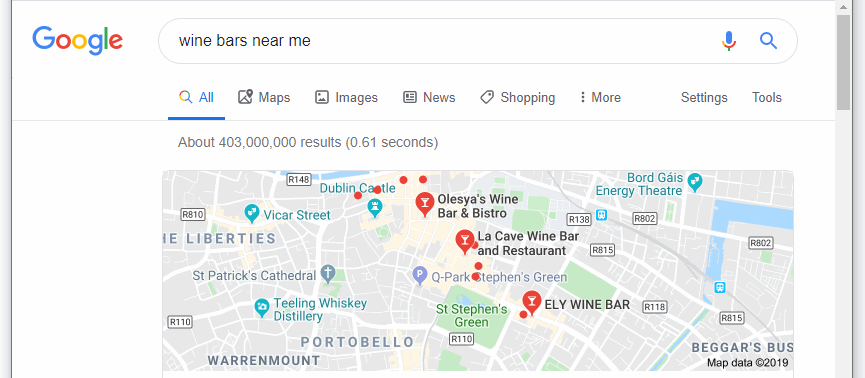 Google
wine bars near me
All Maps Images News Shopping More Settings Tools
About 403,000,000 results (0.61 seconds)
R148
Dublin Castle
Bord Gáis
Energy Theatre
Olesya's Wine
Bar & Bistro
R810
Vicar Street
R138
R802
HE LIBERTIES
La Cave Wine Bar
and Restaurant
R815
R802
St Patrick's Cathedral
P
Q-Park Stephen's Green
Teeling Whiskey
Distillery
St Stephen's
Green
ELY WINE BAR
R118
R815
R110
PORTOBELLO
R110
BEGGAR'S BUS
WARRENMOUNT
Map data ©2019